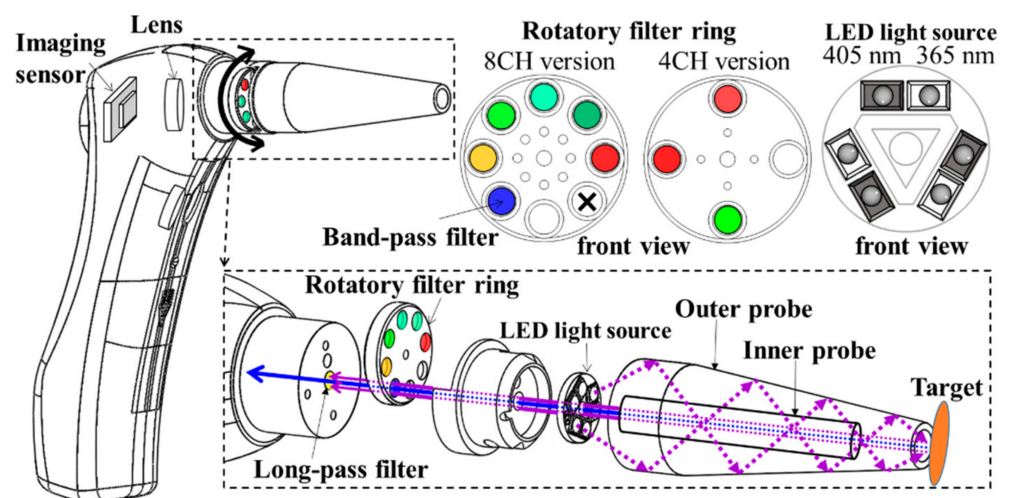 Imaging
sensor
Lens
Rotatory filter ring
8CH version
4CH version
LED light source
405 nm
365 nm
Band-pass filter
front view
front view
Rotatory filter ring
LED light source
Outer probe
Inner probe
Target
Long-pass filter